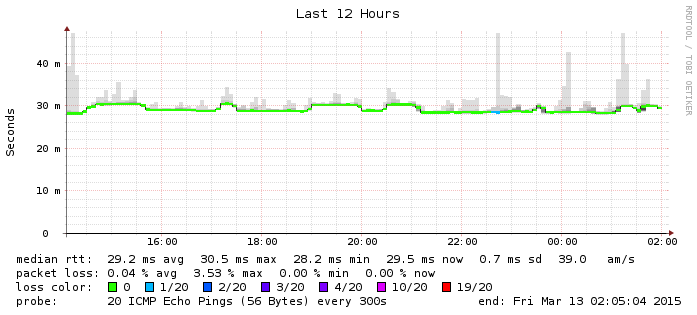 Last 12 Hours
RRDTOOL / TOBI OETIKER
Seconds
40 m
30 m
20 m
10 m
0
16:00 18:00 20:00 22:00 00:00 02:00
median rtt: 29.2 ms avg 30.5 ms max 28.2 ms min 29.5 ms now 0.7 ms sd 39.0 am/s
packet loss: 0.04 % avg 3.53 % max 0.00 % min 0.00 % now
loss color: 0 1/20 2/20 3/20 4/20 10/20 19/20
probe: 20 ICMP Echo Pings (56 Bytes) every 300s end: Fri Mar 13 02:05:04 2015